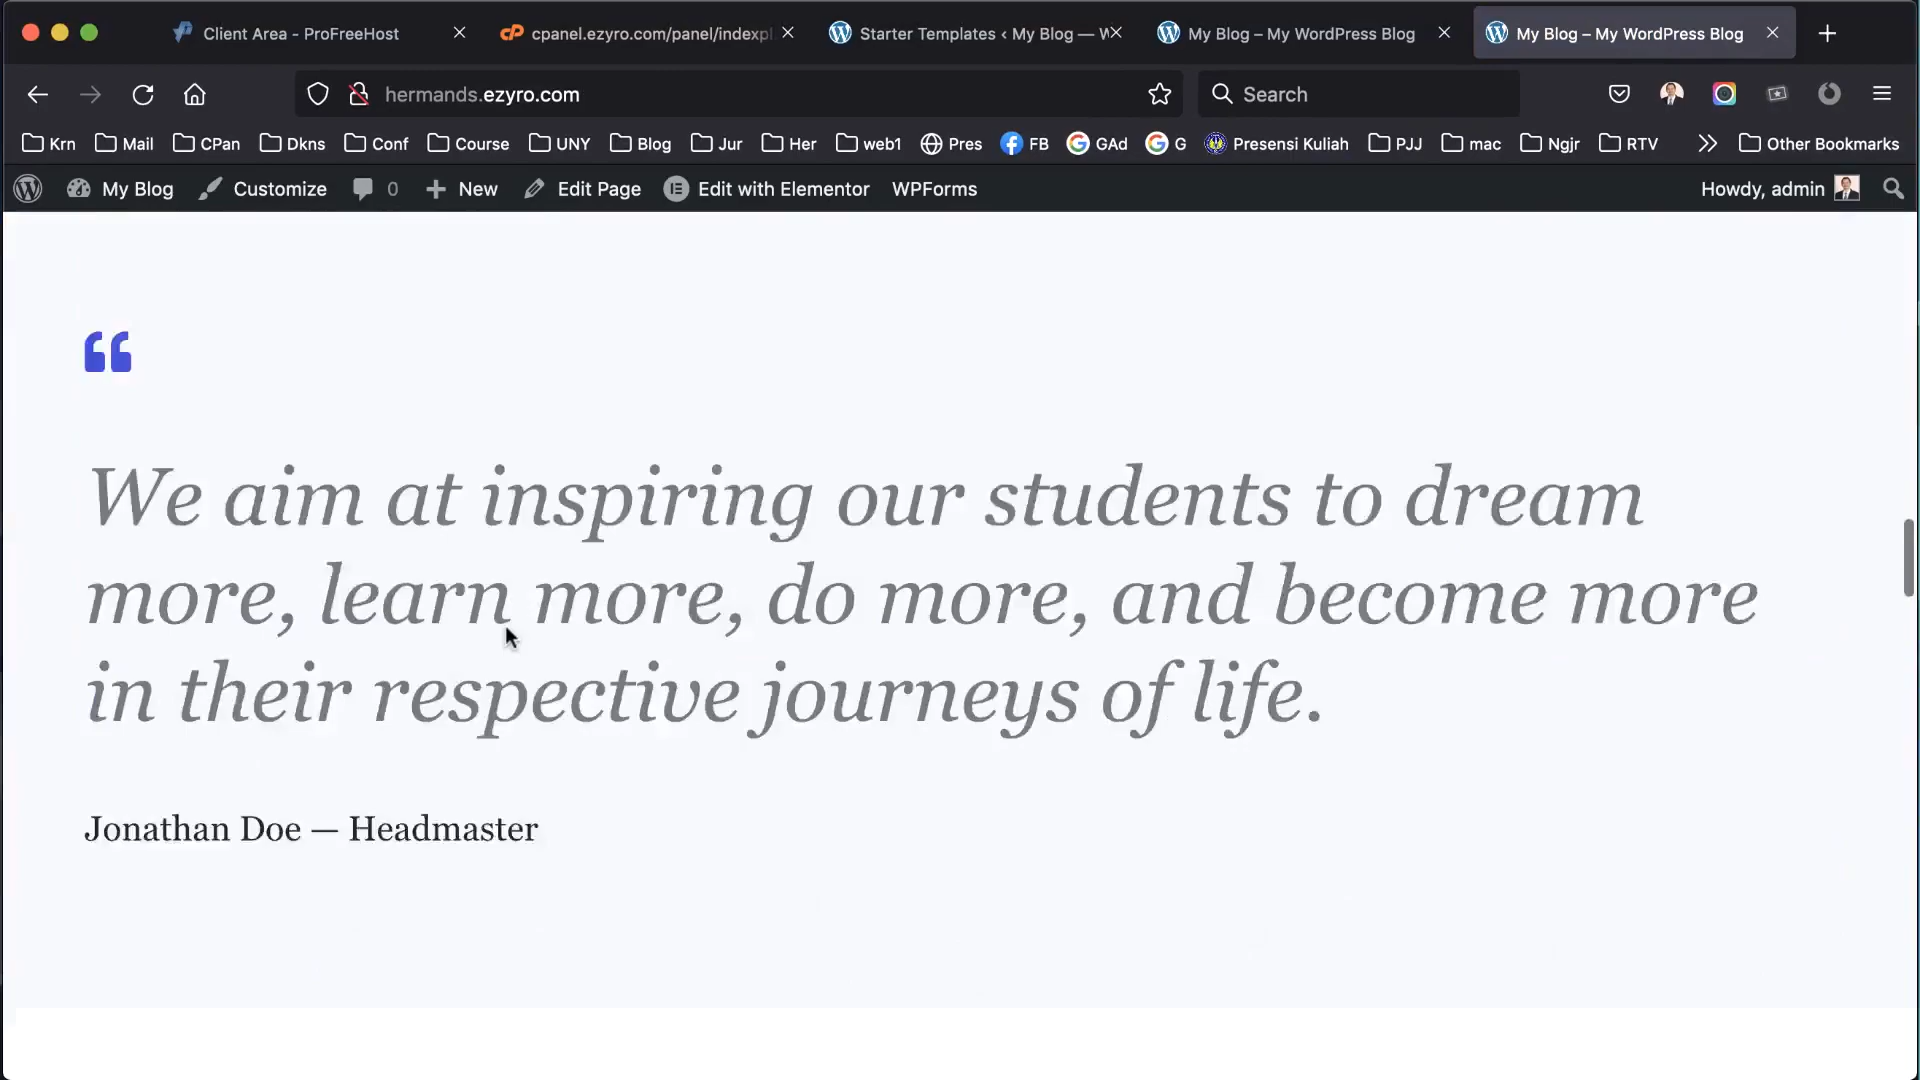 Client Area - ProFreeHost
cpanel.ezyro.com/panel/indexpl
Starter Templates ‹ My Blog — W
My Blog – My WordPress Blog
My Blog – My WordPress Blog
hermands.ezyro.com
Search
Krn
Mail
CPan
Dkns
Conf
Course
UNY
Blog
Jur
Her
web1
Pres
FB
GAd
G
Presensi Kuliah
PJJ
mac
Ngjr
RTV
Other Bookmarks
My Blog
Customize
0
New
Edit Page
Edit with Elementor
WPForms
Howdy, admin
We aim at inspiring our students to dream
more, learn more, do more, and become more
in their respective journeys of life.
Jonathan Doe — Headmaster